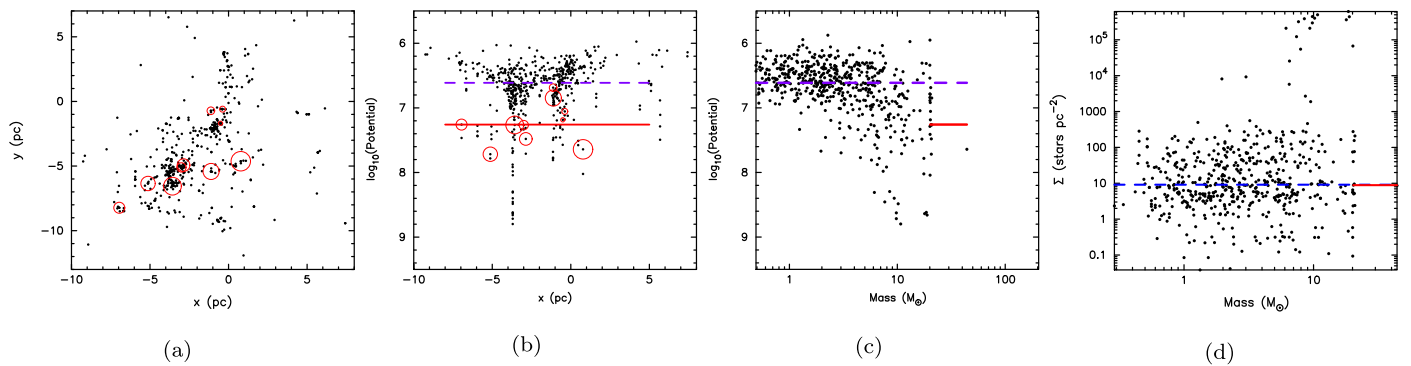 5
0
−5
−10
y (pc)
−10
−5
0
5
x (pc)
(a)
6
7
8
9
log₁₀(Potential)
−10
−5
0
5
x (pc)
(b)
6
7
8
9
log₁₀(Potential)
1
10
100
Mass (M⊙)
(c)
10⁵
10⁴
1000
100
10
1
0.1
Σ (stars pc⁻²)
1
10
Mass (M⊙)
(d)